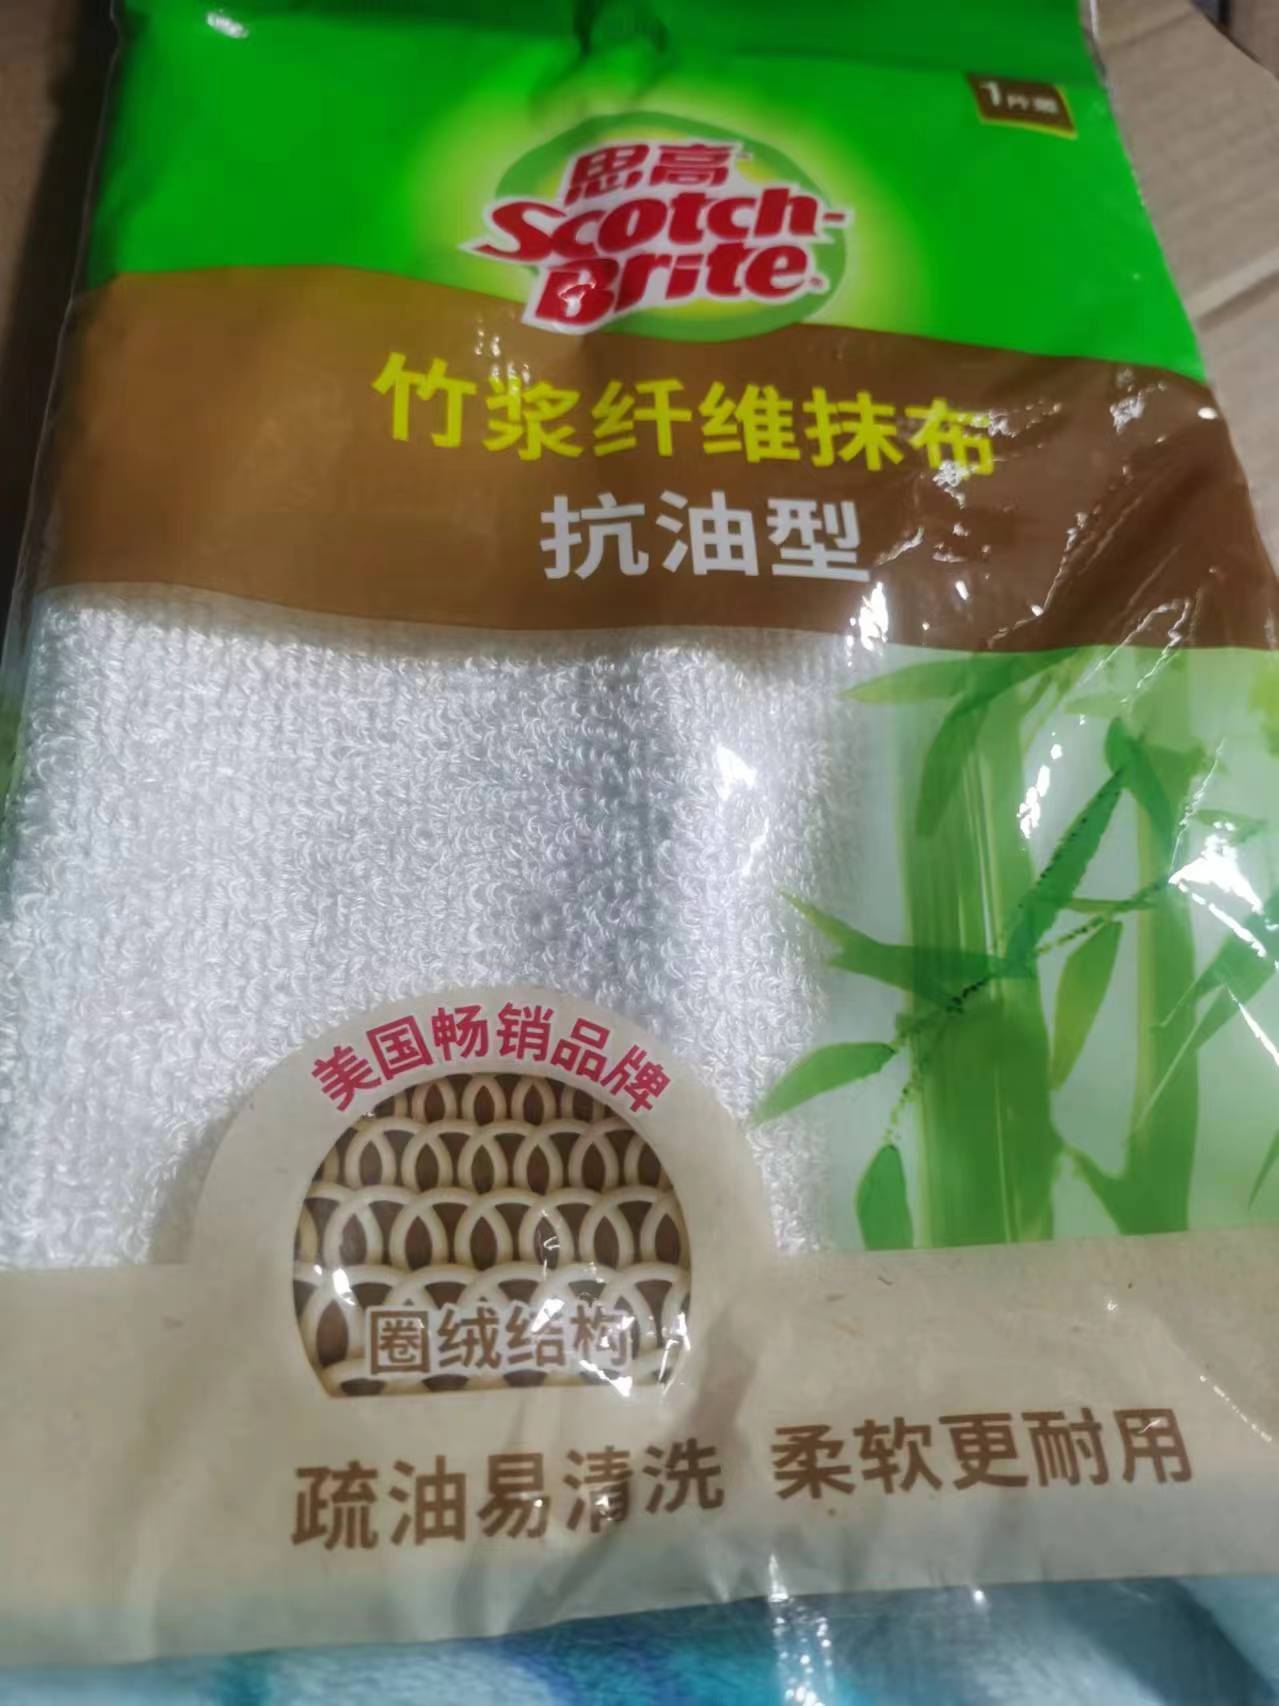 1片装
思高
Scotch-
Brite
竹浆纤维抹布
抗油型
美国畅销品牌
圈绒结构
疏油易清洗 柔软更耐用